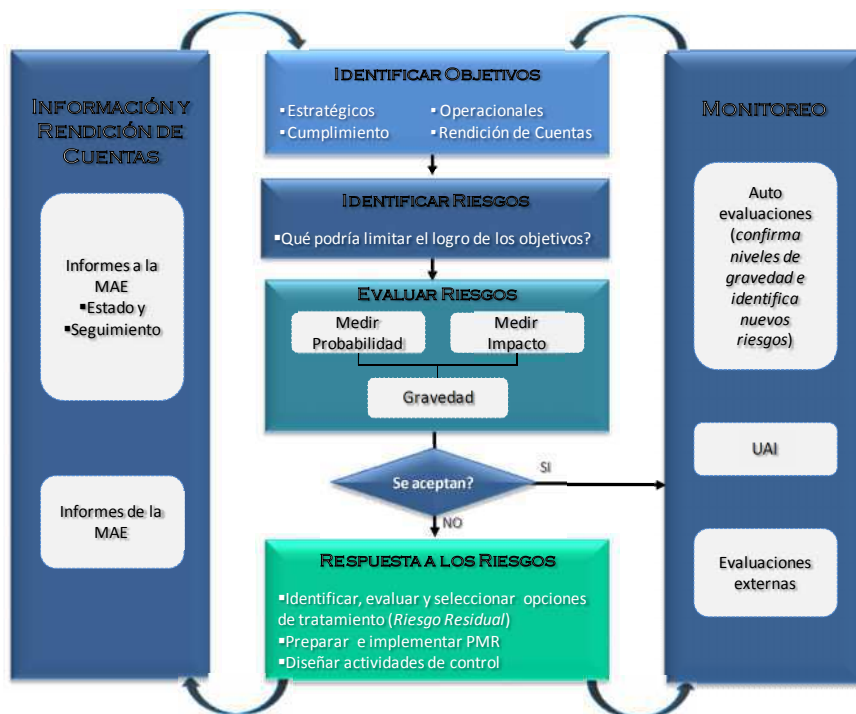 INFORMACIÓN Y
RENDICIÓN DE
CUENTAS
Informes a la
MAE
▪Estado y
▪Seguimiento
Informes de la
MAE
IDENTIFICAR OBJETIVOS
▪Estratégicos
▪Operacionales
▪Cumplimiento
▪Rendición de Cuentas
IDENTIFICAR RIESGOS
▪Qué podría limitar el logro de los objetivos?
EVALUAR RIESGOS
Medir
Probabilidad
Medir
Impacto
Gravedad
Se aceptan?
SI
NO
RESPUESTA A LOS RIESGOS
▪Identificar, evaluar y seleccionar opciones
de tratamiento (Riesgo Residual)
▪Preparar e implementar PMR
▪Diseñar actividades de control
MONITOREO
Auto
evaluaciones
(confirma
niveles de
gravedad e
identifica
nuevos
riesgos)
UAI
Evaluaciones
externas